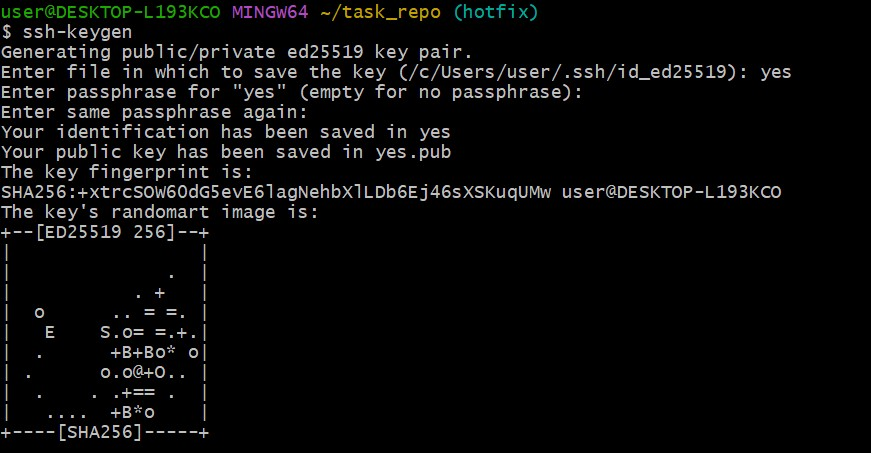 user@DESKTOP-L193KCO MINGW64 ~/task_repo (hotfix)
$ ssh-keygen
Generating public/private ed25519 key pair.
Enter file in which to save the key (/c/Users/user/.ssh/id_ed25519): yes
Enter passphrase for "yes" (empty for no passphrase):
Enter same passphrase again:
Your identification has been saved in yes
Your public key has been saved in yes.pub
The key fingerprint is:
SHA256:+xtrcSOW6OdG5evE6lagNehbXlLDb6Ej46sXSKuqUMw user@DESKTOP-L193KCO
The key's randomart image is:
+--[ED25519 256]--+
|                 |
|              .  |
|           . +   |
|  o      .. = =. |
|   E    S.o= =.+.|
|  .      +B+Bo* o|
| .      o.o@+O.. |
|  .    . .+== .  |
|   ....  +B*o    |
+----[SHA256]-----+